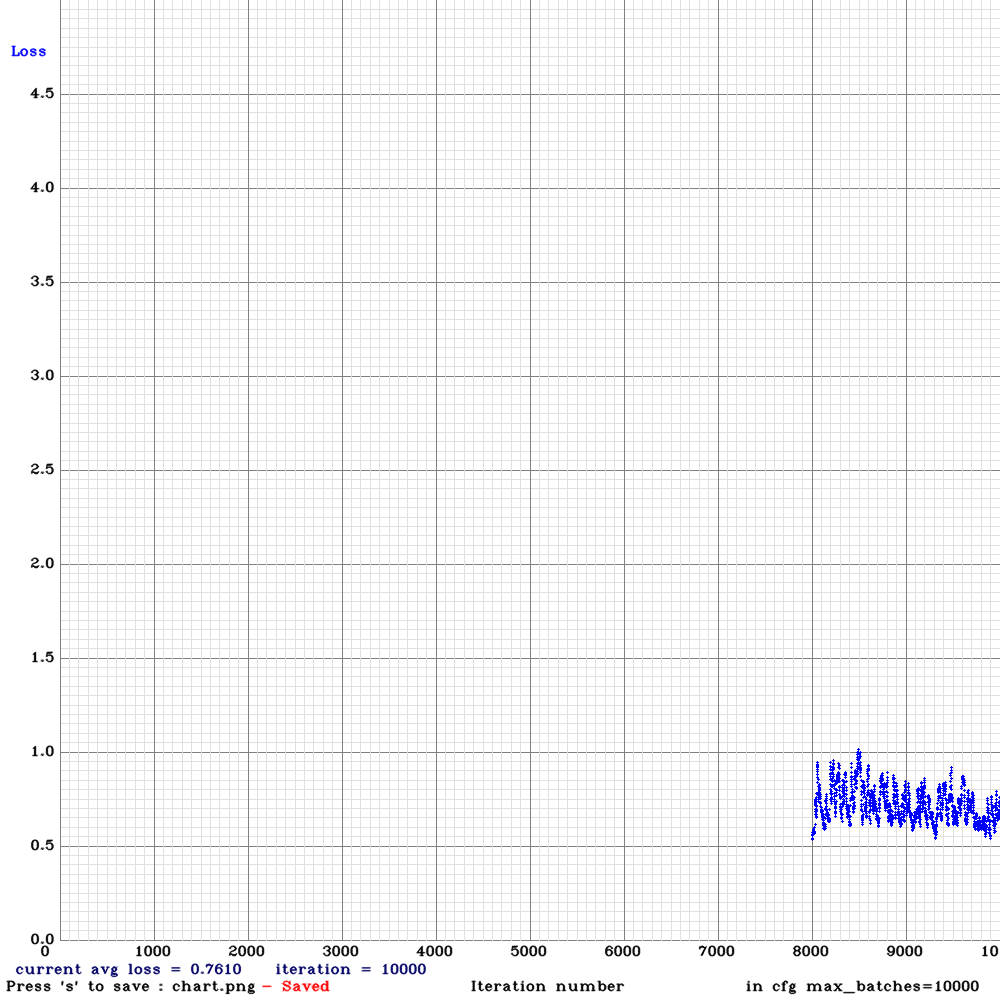 Loss
4.5
4.0
3.5
3.0
2.5
2.0
1.5
1.0
0.5
0.0
0 1000 2000 3000 4000 5000 6000 7000 8000 9000 10
current avg loss = 0.7610 iteration = 10000
Press 's' to save : chart.png - Saved Iteration number in cfg max_batches=10000